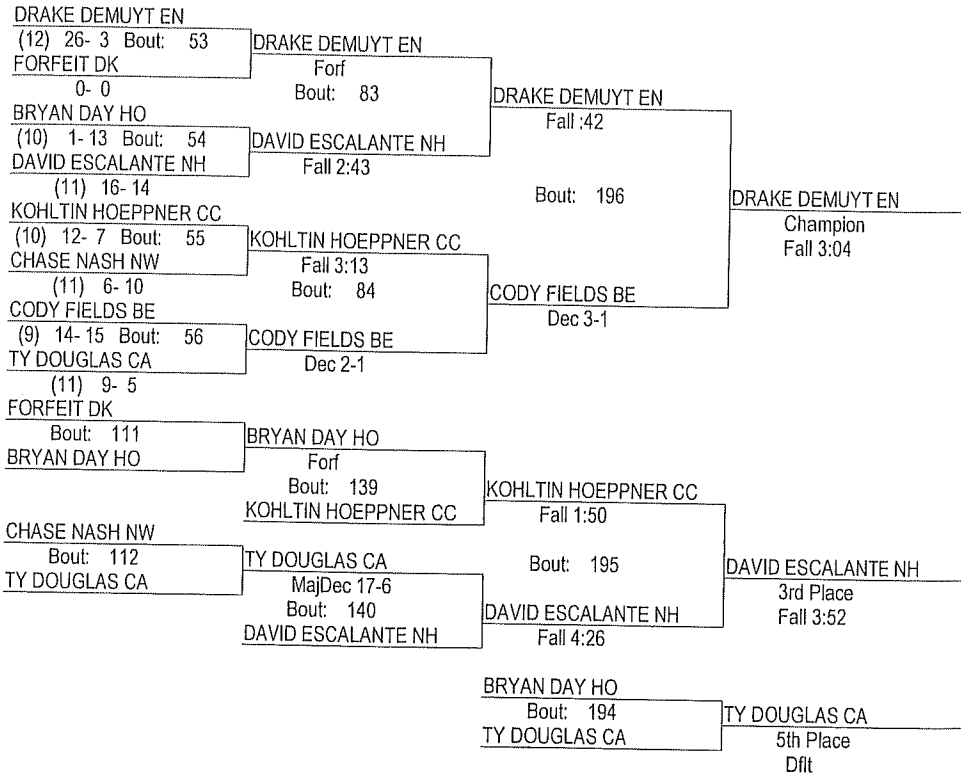 DRAKE DEMUYT EN
(12) 26- 3 Bout: 53
FORFEIT DK
0- 0
BRYAN DAY HO
(10) 1- 13 Bout: 54
DAVID ESCALANTE NH
(11) 16- 14
KOHLTIN HOEPPNER CC
(10) 12- 7 Bout: 55
CHASE NASH NW
(11) 6- 10
CODY FIELDS BE
(9) 14- 15 Bout: 56
TY DOUGLAS CA
(11) 9- 5
DRAKE DEMUYT EN
Forf
Bout: 83
DAVID ESCALANTE NH
Fall 2:43
KOHLTIN HOEPPNER CC
Fall 3:13
Bout: 84
CODY FIELDS BE
Dec 2-1
DRAKE DEMUYT EN
Fall :42
Bout: 196
CODY FIELDS BE
Dec 3-1
DRAKE DEMUYT EN
Champion
Fall 3:04
FORFEIT DK
Bout: 111
BRYAN DAY HO
CHASE NASH NW
Bout: 112
TY DOUGLAS CA
BRYAN DAY HO
Forf
Bout: 139
KOHLTIN HOEPPNER CC
TY DOUGLAS CA
MajDec 17-6
Bout: 140
DAVID ESCALANTE NH
KOHLTIN HOEPPNER CC
Fall 1:50
Bout: 195
DAVID ESCALANTE NH
Fall 4:26
DAVID ESCALANTE NH
3rd Place
Fall 3:52
BRYAN DAY HO
Bout: 194
TY DOUGLAS CA
TY DOUGLAS CA
5th Place
Dflt